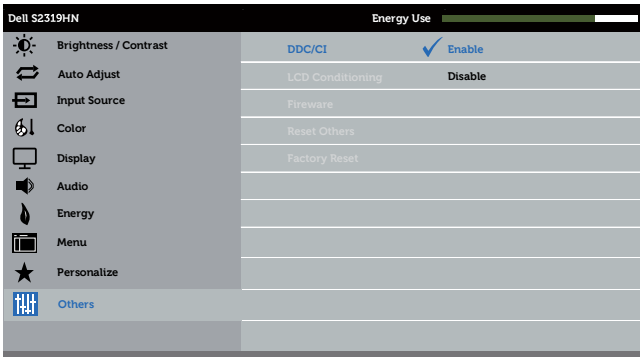 Dell S2319HN Energy Use
Brightness / Contrast
DDC/CI Enable
Auto Adjust
LCD Conditioning Disable
Input Source
Fireware
Color
Reset Others
Display
Factory Reset
Audio
Energy
Menu
Personalize
Others